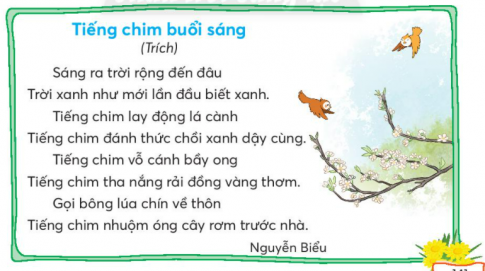 Tiếng chim buổi sáng
(Trích)
Sáng ra trời rộng đến đâu
Trời xanh như mới lần đầu biết xanh.
Tiếng chim lay động lá cành
Tiếng chim đánh thức chồi xanh dậy cùng.
Tiếng chim vỗ cánh bầy ong
Tiếng chim tha nắng rải đồng vàng thơm.
Gọi bông lúa chín về thôn
Tiếng chim nhuộm óng cây rơm trước nhà.
Nguyễn Biểu